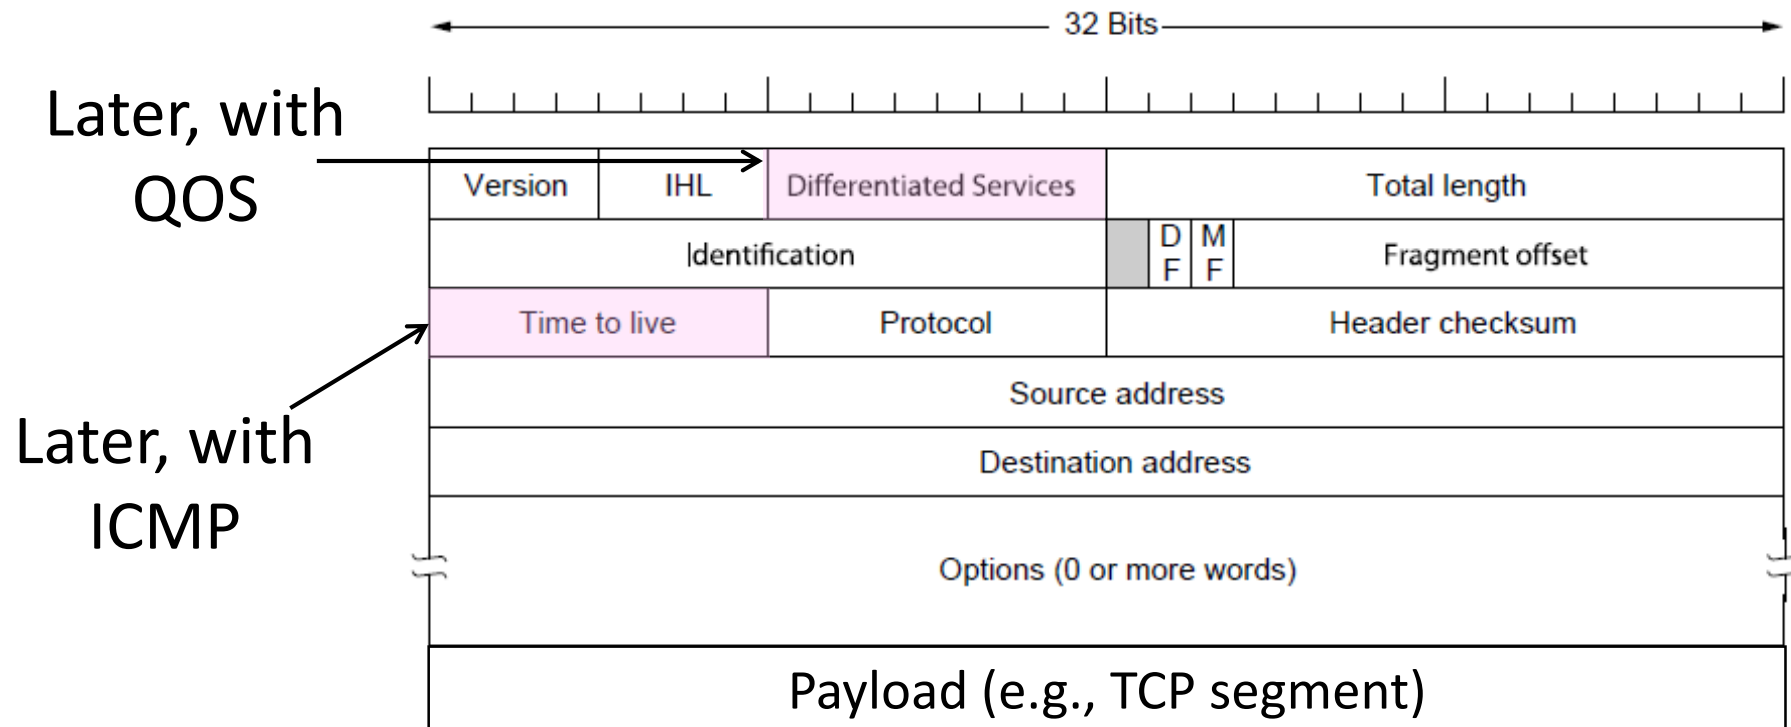 32 Bits
Later, with
QOS
Version IHL Differentiated Services Total length
Identification D F M F Fragment offset
Time to live Protocol Header checksum
Later, with
ICMP
Source address
Destination address
Options (0 or more words)
Payload (e.g., TCP segment)